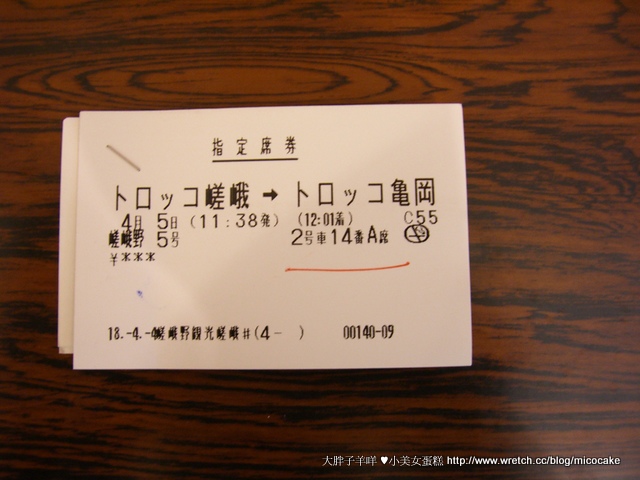 指定席券
トロッコ嵯峨 → トロッコ亀岡
4月 5日 (11:38発) (12:01着) C55
嵯峨野 5号 2号車 14番A席
¥***
18.-4.-4嵯峨野観光嵯峨#(4- ) 00140-09
大胖子羊咩 ♥小美女蛋糕 http://www.wretch.cc/blog/micocake